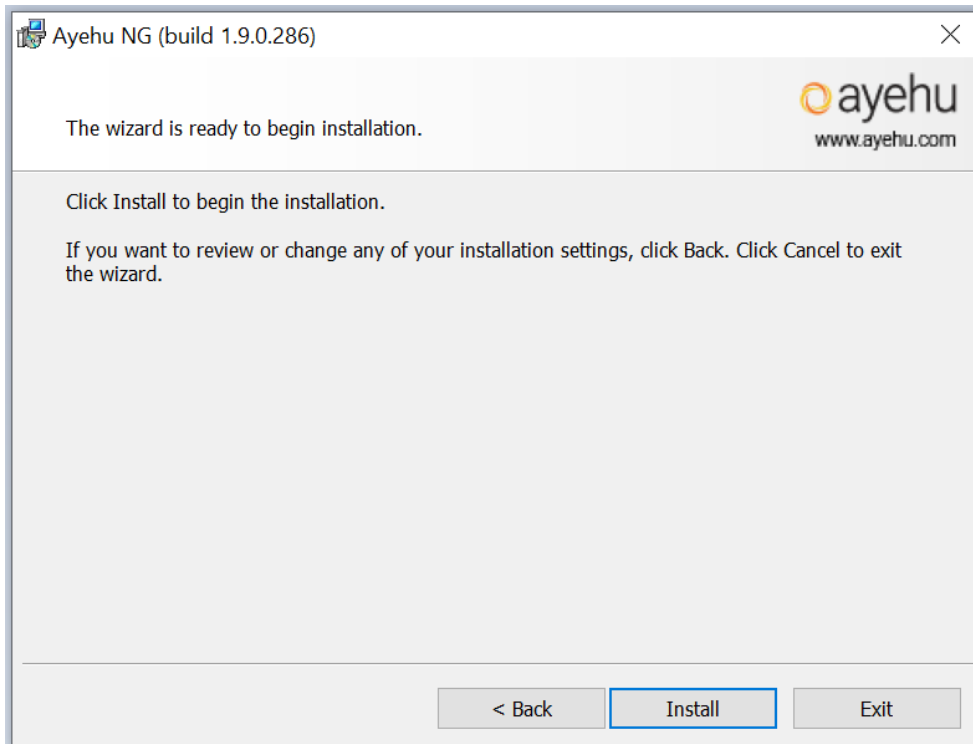 Ayehu NG (build 1.9.0.286)
ayehu
www.ayehu.com
The wizard is ready to begin installation.
Click Install to begin the installation.
If you want to review or change any of your installation settings, click Back. Click Cancel to exit
the wizard.
< Back
Install
Exit